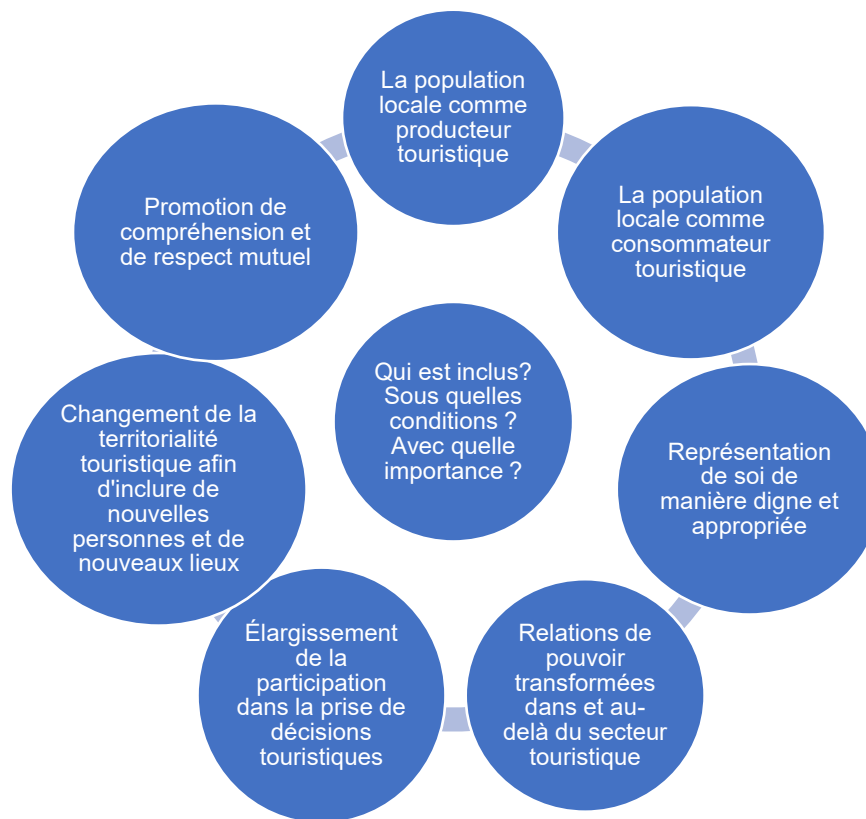 La population
locale comme
producteur
touristique
La population
locale comme
consommateur
touristique
Représentation
de soi de
manière digne et
appropriée
Relations de
pouvoir
transformées
dans et au-
delà du secteur
touristique
Élargissement
de la
participation
dans la prise de
décisions
touristiques
Changement de la
territorialité
touristique afin
d'inclure de
nouvelles
personnes et de
nouveaux lieux
Promotion de
compréhension et
de respect mutuel
Qui est inclus?
Sous quelles
conditions ?
Avec quelle
importance ?